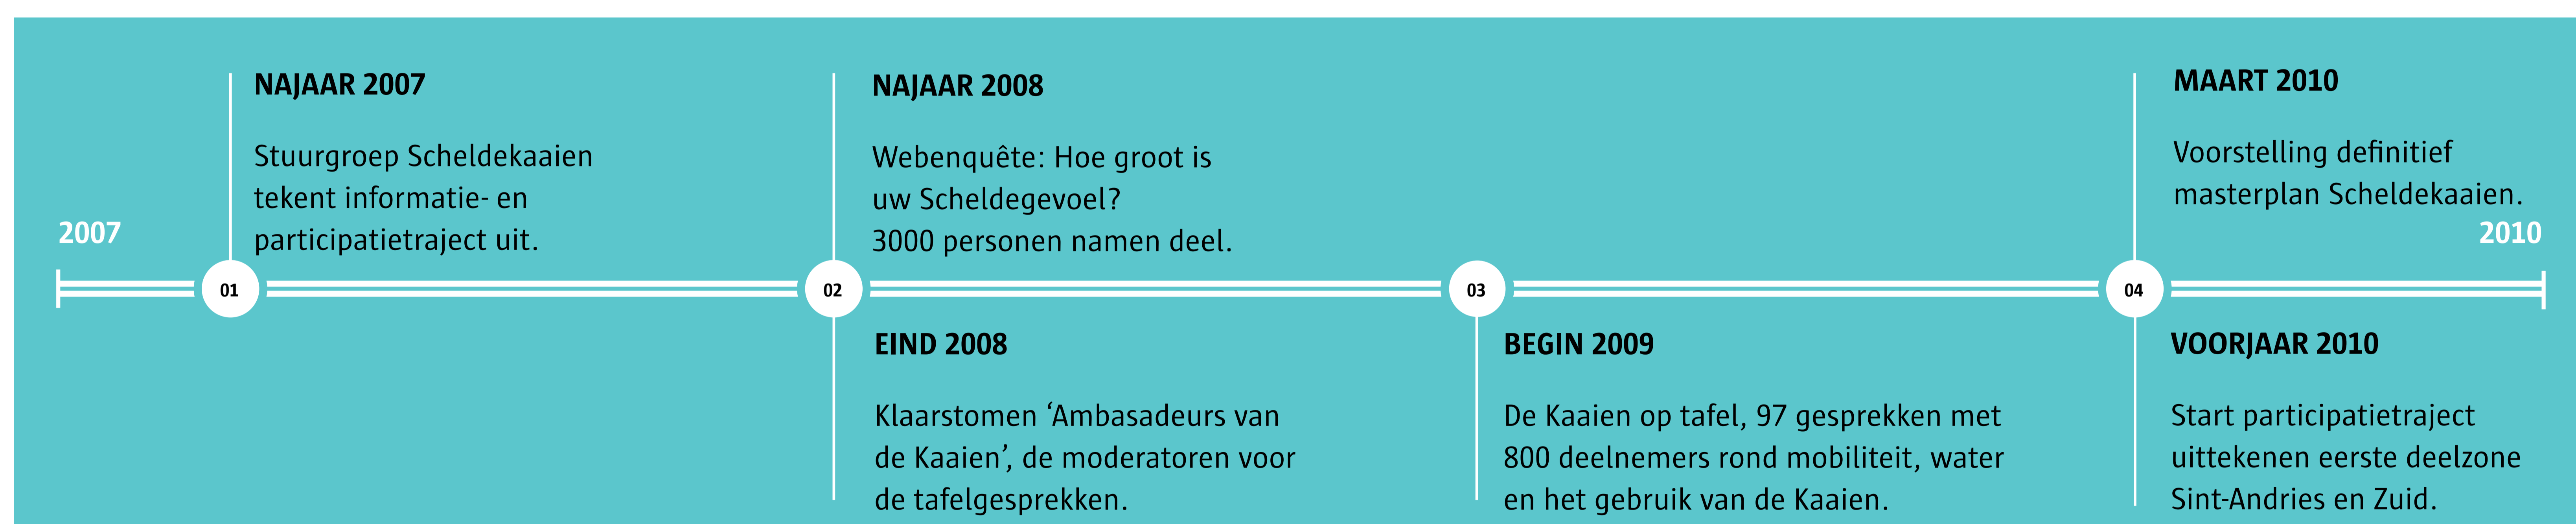 2007
01
NAJAAR 2007
Stuurgroep Scheldekaaien
tekent informatie- en
participatietraject uit.
02
NAJAAR 2008
Webenquête: Hoe groot is
uw Scheldegevoel?
3000 personen namen deel.
EIND 2008
Klaarstomen ‘Ambasadeurs van
de Kaaien’, de moderatoren voor
de tafelgesprekken.
03
BEGIN 2009
De Kaaien op tafel, 97 gesprekken met
800 deelnemers rond mobiliteit, water
en het gebruik van de Kaaien.
04
MAART 2010
Voorstelling definitief
masterplan Scheldekaaien.
2010
VOORJAAR 2010
Start participatietraject
uittekenen eerste deelzone
Sint-Andries en Zuid.